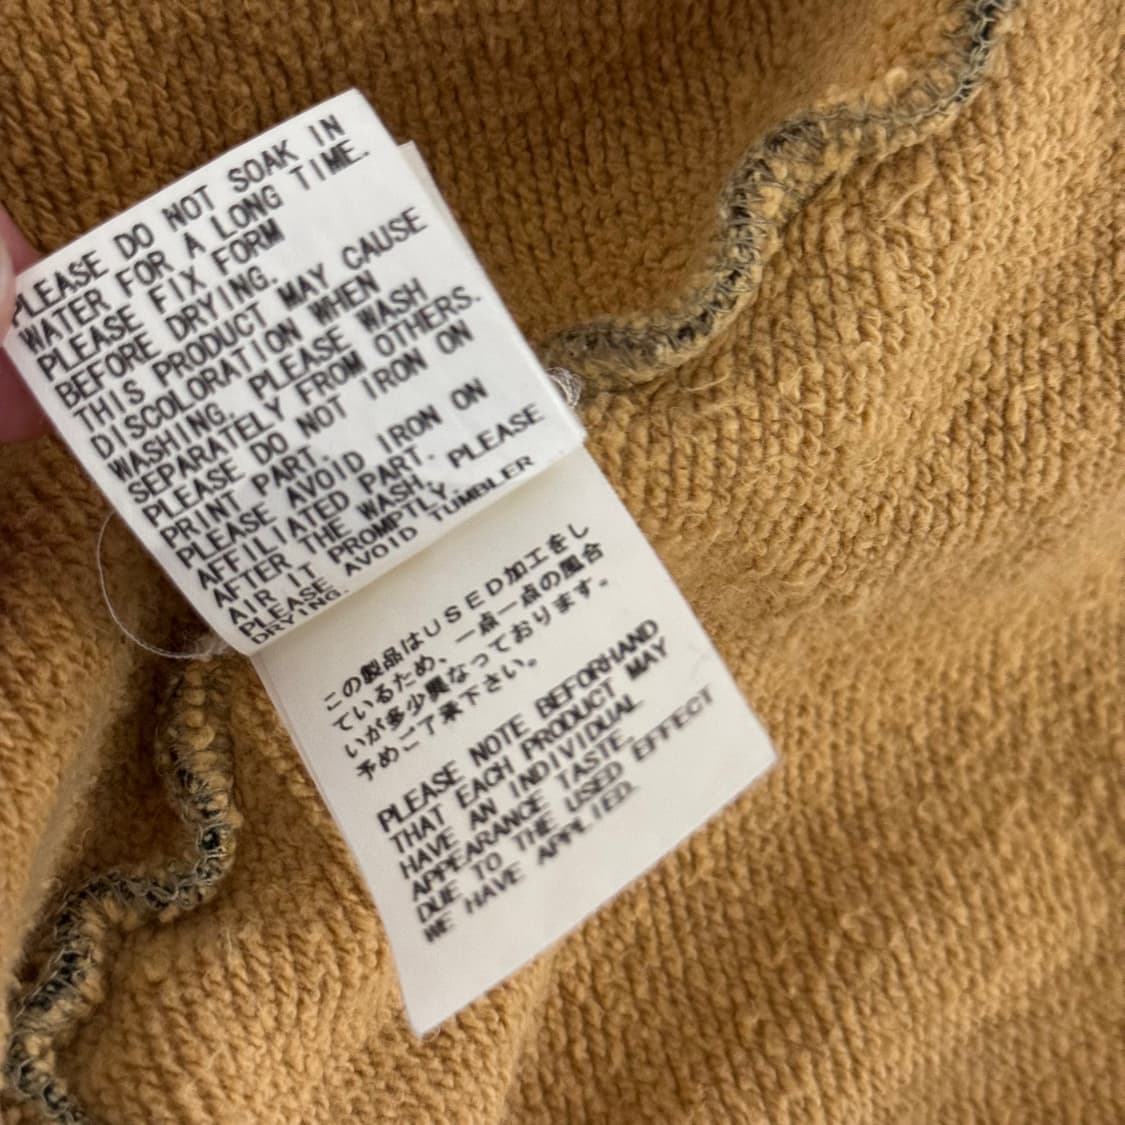 PLEASE DO NOT SOAK IN
WATER FOR A LONG TIME.
PLEASE FIX FORM
BEFORE DRYING.
THIS PRODUCT MAY CAUSE
DISCOLORATION WHEN
WASHING. PLEASE WASH
SEPARATELY FROM OTHERS.
PLEASE DO NOT IRON ON
PRINT PART.
PLEASE AVOID IRON ON
AFFILIATED PART.
AFTER THE WASH, PLEASE
AIR IT PROMPTLY.
PLEASE AVOID TUMBLER
DRYING.
この製品はUSED加工をし
ているため、一点一点の風合
いが多少異なっております。
予めご了承下さい。
PLEASE NOTE BEFORHAND
THAT EACH PRODUCT MAY
HAVE AN INDIVIDUAL
APPEARANCE TASTE,
DUE TO THE USED EFFECT
WE HAVE APPLIED.